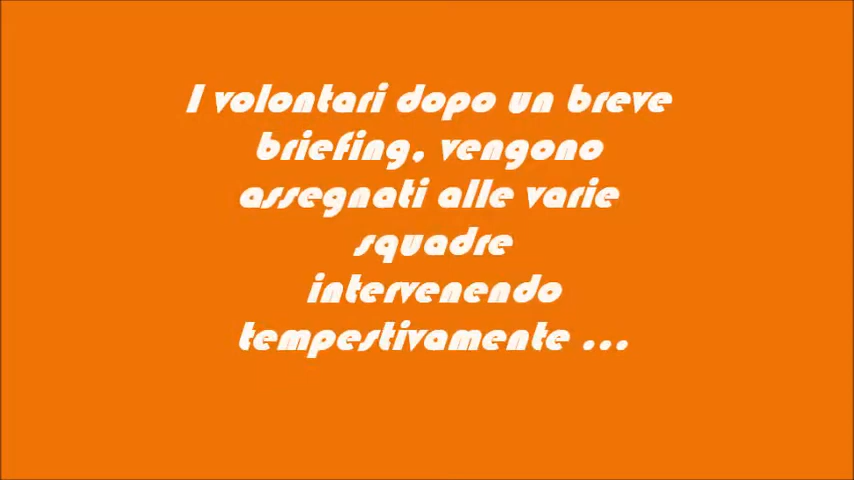 I volontari dopo un breve
briefing, vengono
assegnati alle varie
squadre
intervenendo
tempestivamente ...